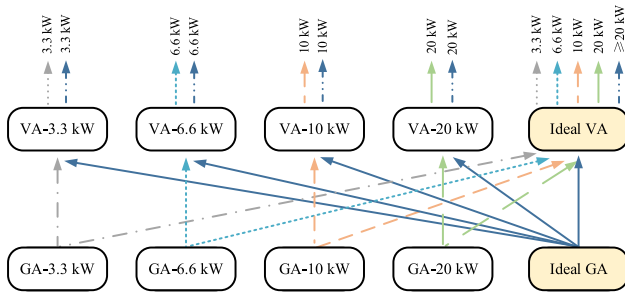 3.3 kW
3.3 kW
6.6 kW
6.6 kW
10 kW
10 kW
20 kW
20 kW
3.3 kW
6.6 kW
10 kW
20 kW
⩾20 kW
VA-3.3 kW
VA-6.6 kW
VA-10 kW
VA-20 kW
Ideal VA
GA-3.3 kW
GA-6.6 kW
GA-10 kW
GA-20 kW
Ideal GA